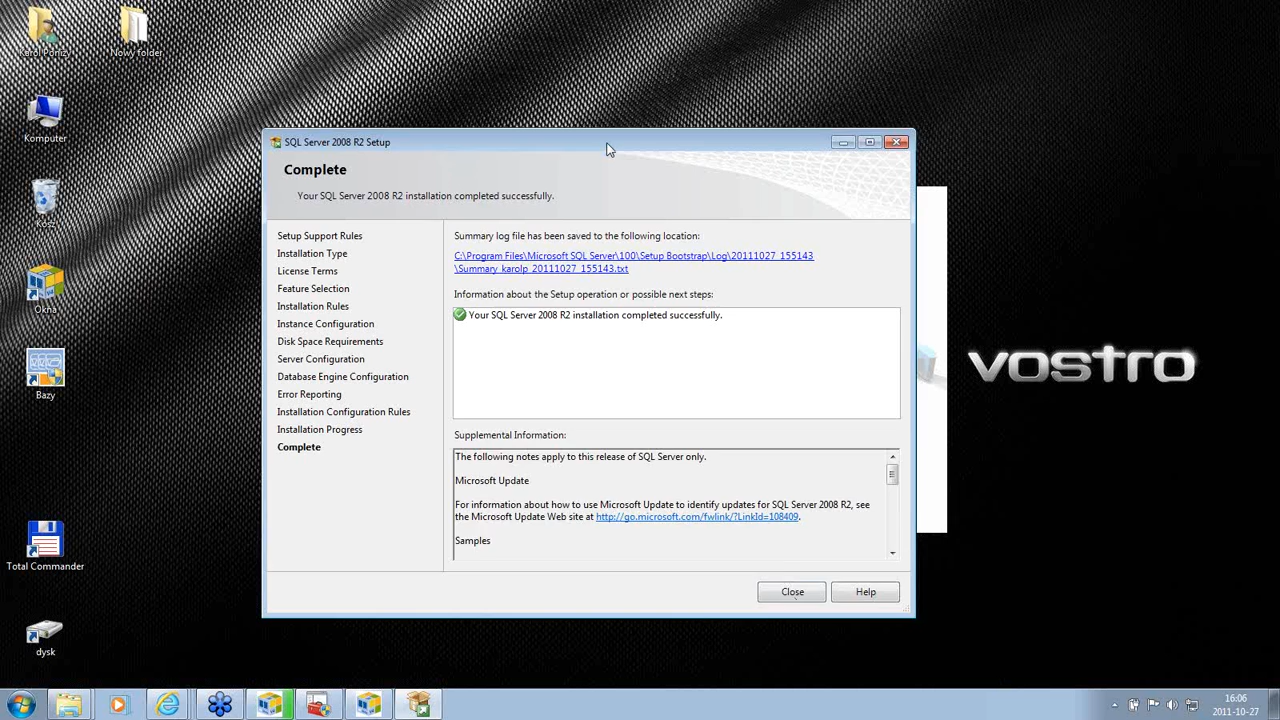 Karol Panzy
Nowy folder
Komputer
Kosz
Okna
Bazy
Total Commander
dysk
SQL Server 2008 R2 Setup
Complete
Your SQL Server 2008 R2 installation completed successfully.
Setup Support Rules
Installation Type
License Terms
Feature Selection
Installation Rules
Instance Configuration
Disk Space Requirements
Server Configuration
Database Engine Configuration
Error Reporting
Installation Configuration Rules
Installation Progress
Complete
Summary log file has been saved to the following location:
C:\Program Files\Microsoft SQL Server\100\Setup Bootstrap\Log\20111027_155143
\Summary_karolp_20111027_155143.txt
Information about the Setup operation or possible next steps:
Your SQL Server 2008 R2 installation completed successfully.
Supplemental Information:
The following notes apply to this release of SQL Server only.
Microsoft Update
For information about how to use Microsoft Update to identify updates for SQL Server 2008 R2, see
the Microsoft Update Web site at http://go.microsoft.com/fwlink/?LinkId=108409.
Samples
Close
Help
vostro
16:06
2011-10-27